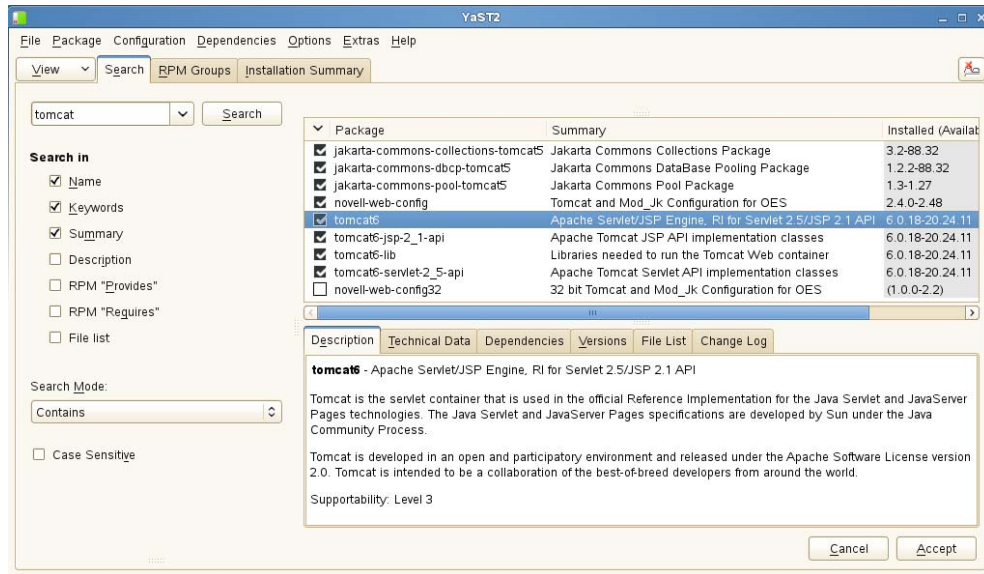 YaST2
File Package Configuration Dependencies Options Extras Help
View Search RPM Groups Installation Summary
tomcat Search
Search in
Name
Keywords
Summary
Description
RPM "Provides"
RPM "Requires"
File list
Search Mode:
Contains
Case Sensitive
Package Summary Installed (Availab
jakarta-commons-collections-tomcat5 Jakarta Commons Collections Package 3.2-88.32
jakarta-commons-dbcp-tomcat5 Jakarta Commons DataBase Pooling Package 1.2.2-88.32
jakarta-commons-pool-tomcat5 Jakarta Commons Pool Package 1.3-1.27
novell-web-config Tomcat and Mod_Jk Configuration for OES 2.4.0-2.48
tomcat6 Apache Servlet/JSP Engine, RI for Servlet 2.5/JSP 2.1 API 6.0.18-20.24.11
tomcat6-jsp-2_1-api Apache Tomcat JSP API implementation classes 6.0.18-20.24.11
tomcat6-lib Libraries needed to run the Tomcat Web container 6.0.18-20.24.11
tomcat6-servlet-2_5-api Apache Tomcat Servlet API implementation classes 6.0.18-20.24.11
novell-web-config32 32 bit Tomcat and Mod_Jk Configuration for OES (1.0.0-2.2)
Description Technical Data Dependencies Versions File List Change Log
tomcat6 - Apache Servlet/JSP Engine, RI for Servlet 2.5/JSP 2.1 API
Tomcat is the servlet container that is used in the official Reference Implementation for the Java Servlet and JavaServer
Pages technologies. The Java Servlet and JavaServer Pages specifications are developed by Sun under the Java
Community Process.
Tomcat is developed in an open and participatory environment and released under the Apache Software License version
2.0. Tomcat is intended to be a collaboration of the best-of-breed developers from around the world.
Supportability: Level 3
Cancel Accept